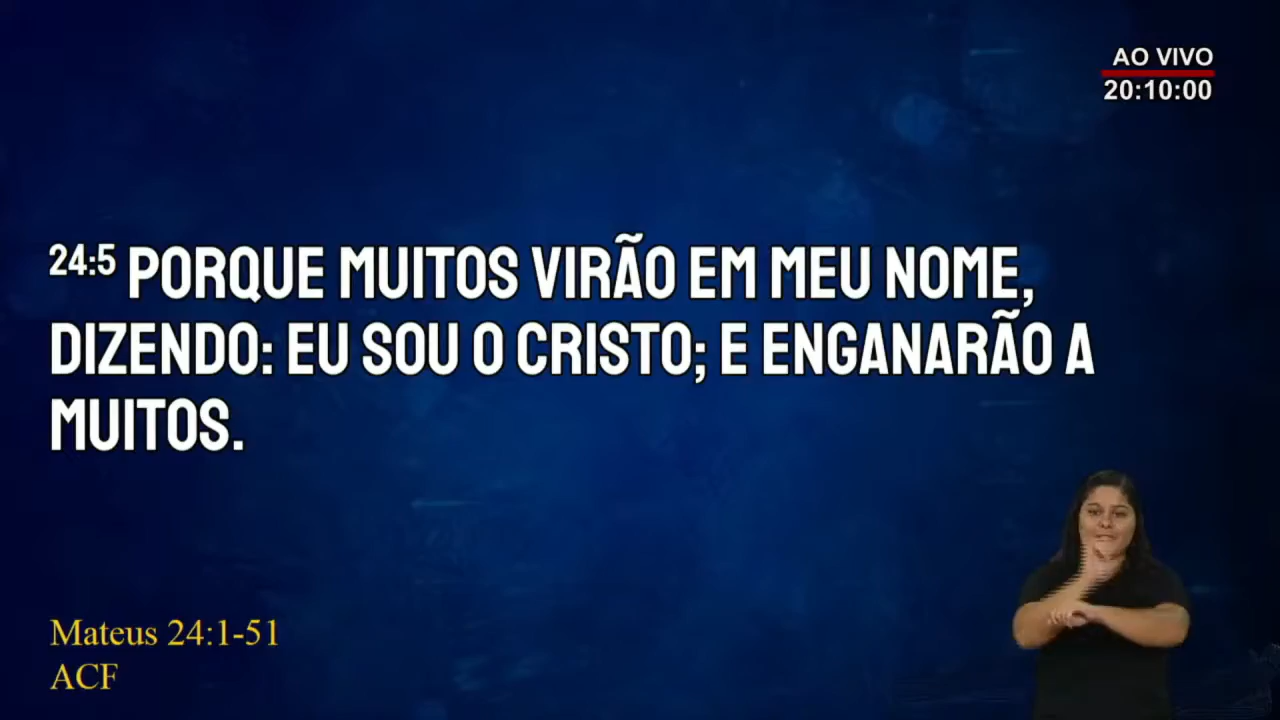 AO VIVO
20:10:00
24:5 PORQUE MUITOS VIRÃO EM MEU NOME,
DIZENDO: EU SOU O CRISTO; E ENGANARÃO A
MUITOS.
Mateus 24:1-51
ACF